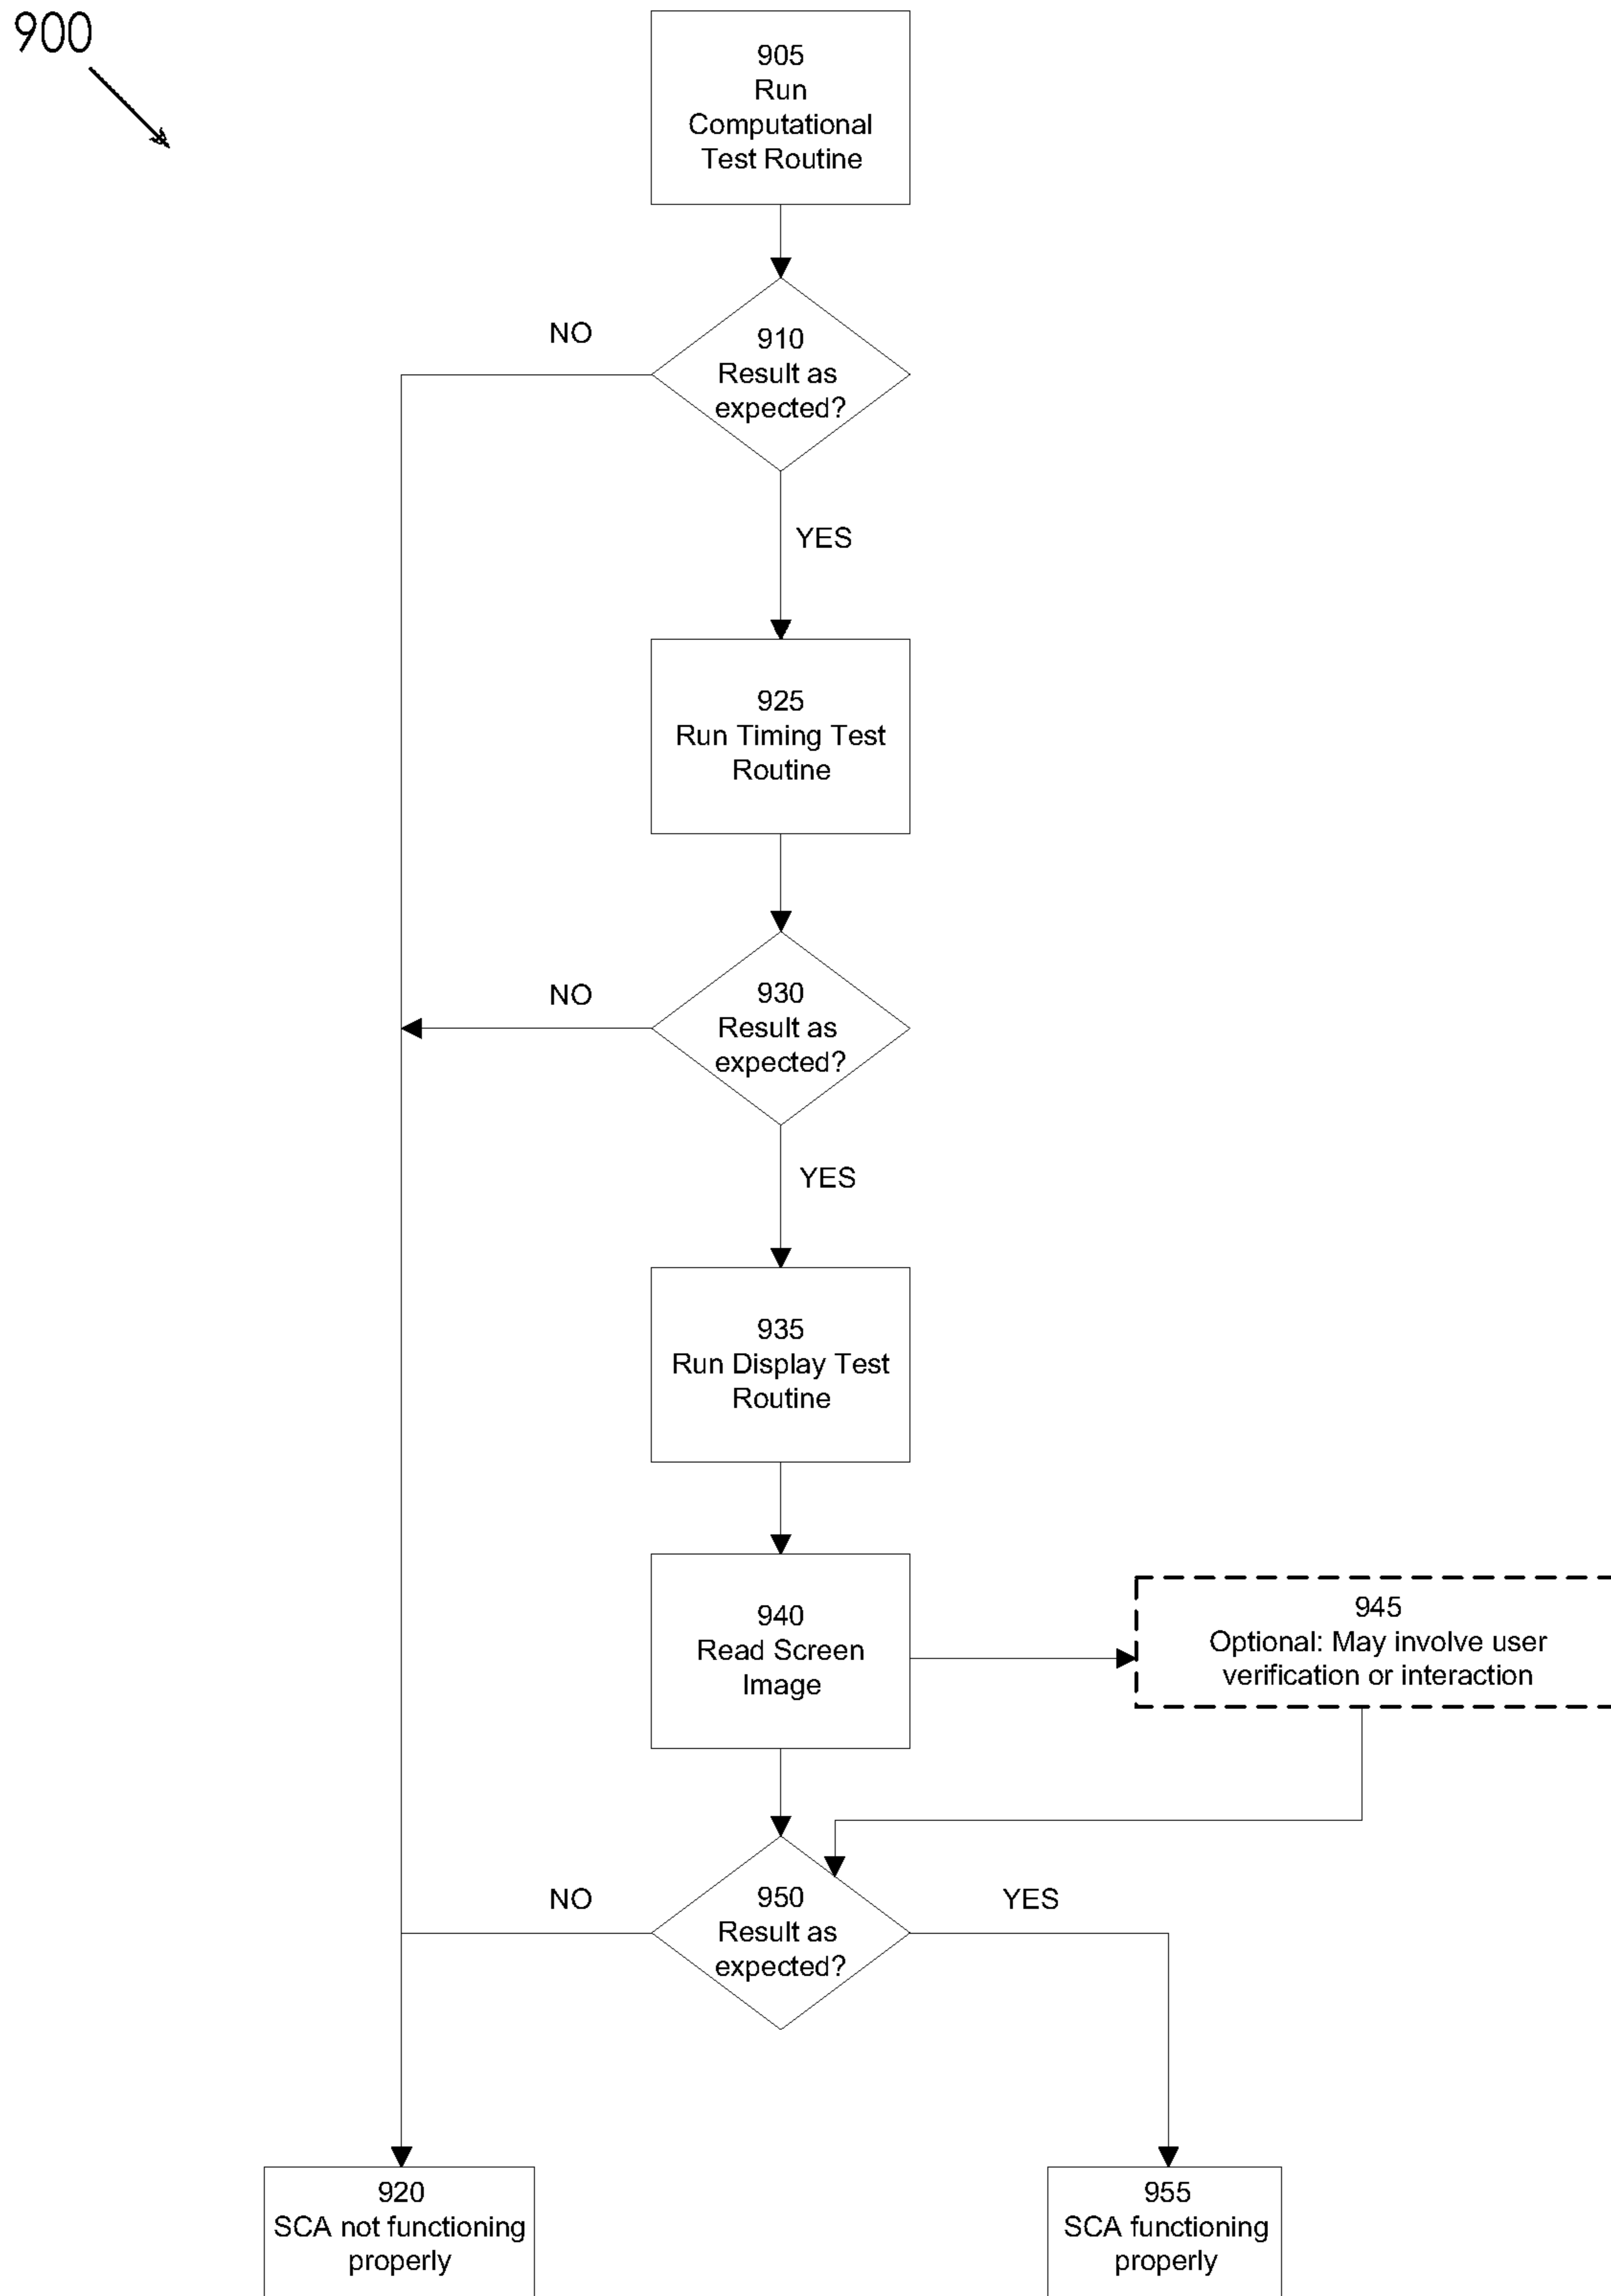 900
905
Run
Computational
Test Routine
NO
910
Result as
expected?
YES
925
Run Timing Test
Routine
NO
930
Result as
expected?
YES
935
Run Display Test
Routine
940
Read Screen
Image
945
Optional: May involve user
verification or interaction
NO
950
Result as
expected?
YES
920
SCA not functioning
properly
955
SCA functioning
properly